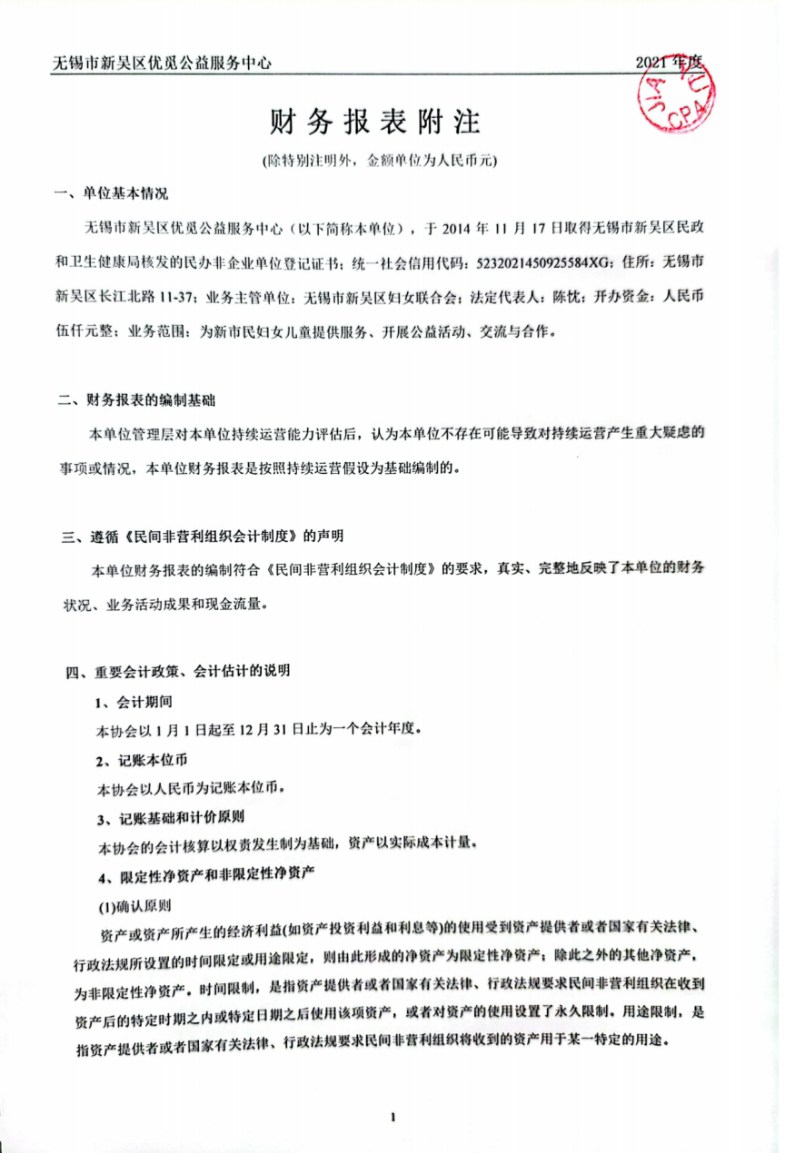 无锡市新吴区优觅公益服务中心 2021 年度
JIA
CPA
财务报表附注
(除特别注明外，金额单位为人民币元)
一、单位基本情况
无锡市新吴区优觅公益服务中心（以下简称本单位），于 2014 年 11 月 17 日取得无锡市新吴区民政
和卫生健康局核发的民办非企业单位登记证书；统一社会信用代码：5232021450925584XG；住所：无锡市
新吴区长江北路 11-37；业务主管单位：无锡市新吴区妇女联合会；法定代表人：陈忱；开办资金：人民币
伍仟元整；业务范围：为新市民妇女儿童提供服务、开展公益活动、交流与合作。
二、财务报表的编制基础
本单位管理层对本单位持续运营能力评估后，认为本单位不存在可能导致对持续运营产生重大疑虑的
事项或情况，本单位财务报表是按照持续运营假设为基础编制的。
三、遵循《民间非营利组织会计制度》的声明
本单位财务报表的编制符合《民间非营利组织会计制度》的要求，真实、完整地反映了本单位的财务
状况、业务活动成果和现金流量。
四、重要会计政策、会计估计的说明
1、会计期间
本协会以 1 月 1 日起至 12 月 31 日止为一个会计年度。
2、记账本位币
本协会以人民币为记账本位币。
3、记账基础和计价原则
本协会的会计核算以权责发生制为基础，资产以实际成本计量。
4、限定性净资产和非限定性净资产
(1)确认原则
资产或资产所产生的经济利益(如资产投资利益和利息等)的使用受到资产提供者或者国家有关法律、
行政法规所设置的时间限定或用途限定，则由此形成的净资产为限定性净资产；除此之外的其他净资产，
为非限定性净资产。时间限制，是指资产提供者或者国家有关法律、行政法规要求民间非营利组织在收到
资产后的特定时期之内或特定日期之后使用该项资产，或者对资产的使用设置了永久限制。用途限制，是
指资产提供者或者国家有关法律、行政法规要求民间非营利组织将收到的资产用于某一特定的用途。
1